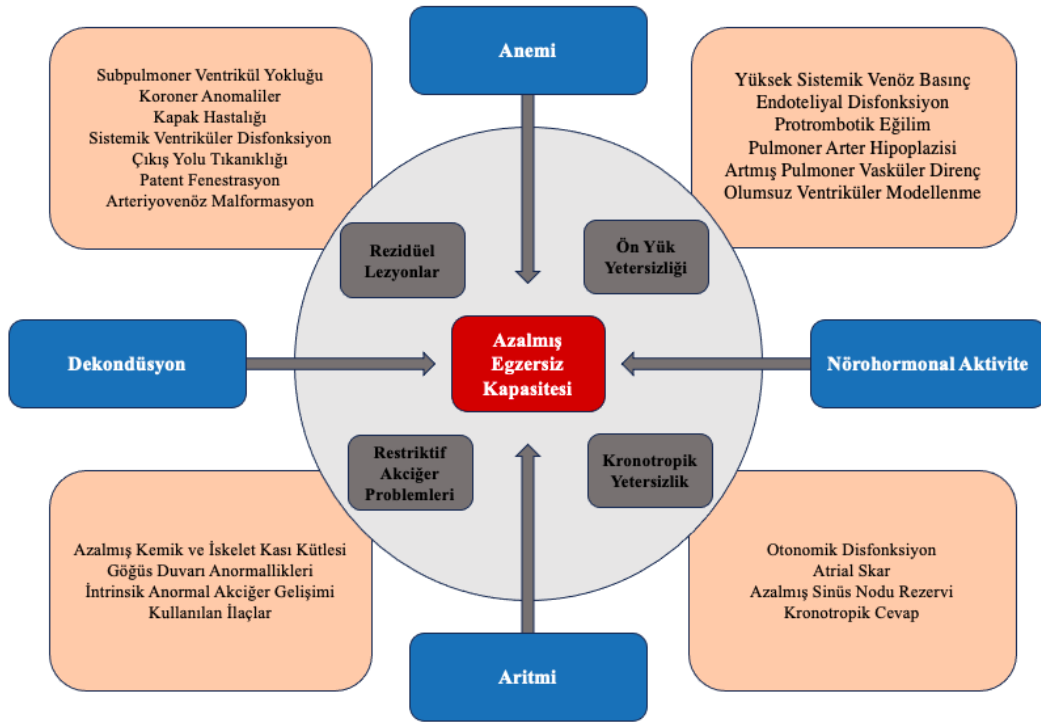 Anemi
Subpulmoner Ventrikül Yokluğu
Koroner Anomaliler
Kapak Hastalığı
Sistemik Ventriküler Disfonksiyon
Çıkış Yolu Tıkanıklığı
Patent Fenestrasyon
Arteriyovenöz Malformasyon
Yüksek Sistemik Venöz Basınç
Endoteliyal Disfonksiyon
Protrombotik Eğilim
Pulmoner Arter Hipoplazisi
Artmış Pulmoner Vasküler Direnç
Olumsuz Ventriküler Modellenme
Rezidüel
Lezyonlar
Ön Yük
Yetersizliği
Dekondüsyon
Azalmış
Egzersiz
Kapasitesi
Nörohormonal Aktivite
Restriktif
Akciğer
Problemleri
Kronotropik
Yetersizlik
Azalmış Kemik ve İskelet Kası Kütlesi
Göğüs Duvarı Anormallikleri
İntrinsik Anormal Akciğer Gelişimi
Kullanılan İlaçlar
Otonomik Disfonksiyon
Atrial Skar
Azalmış Sinüs Nodu Rezervi
Kronotropik Cevap
Aritmi